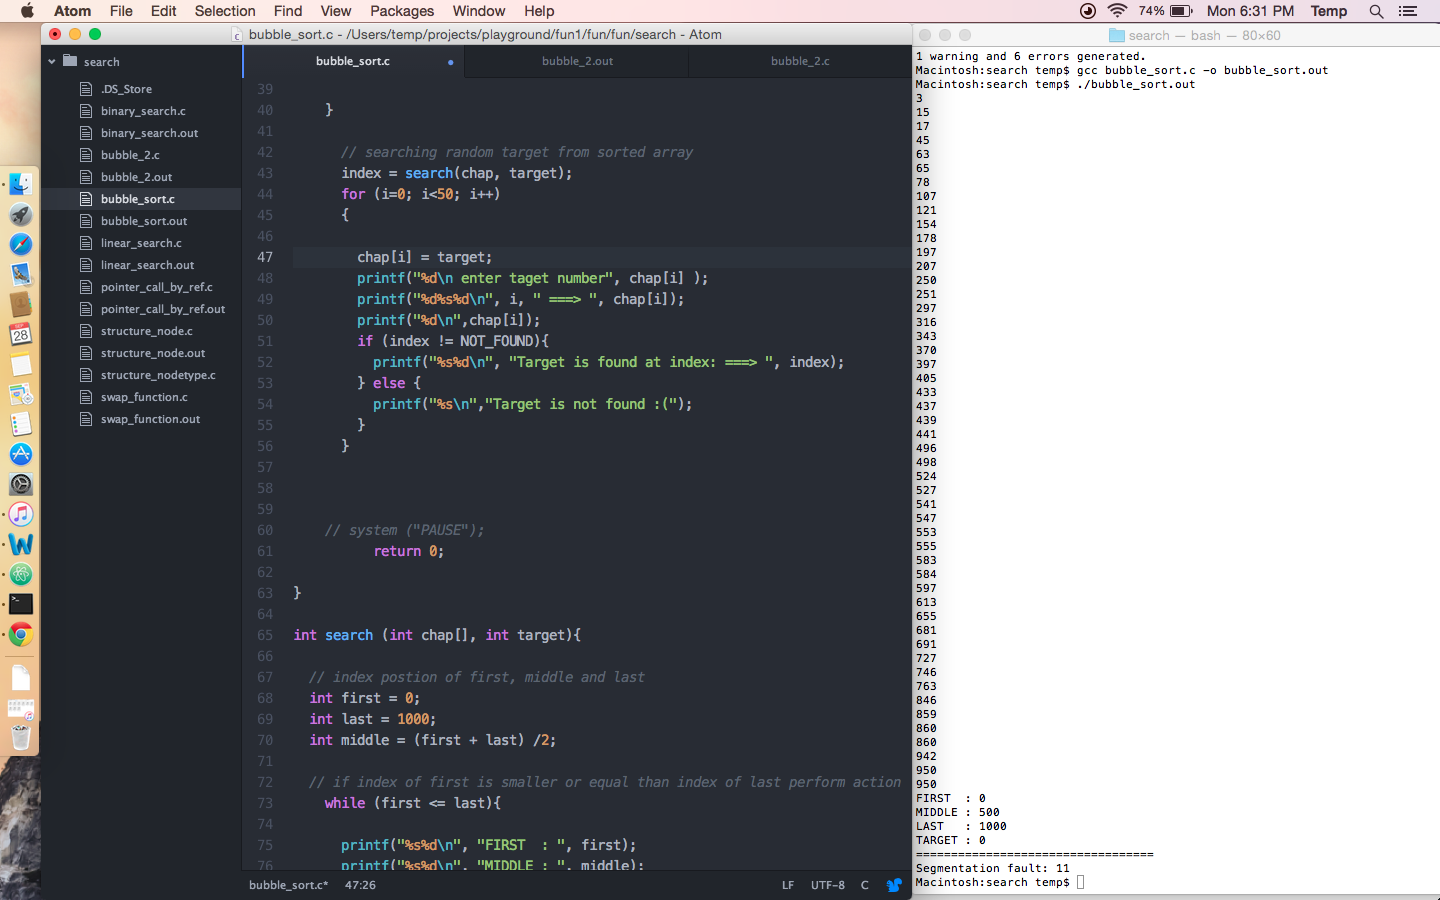 Atom File Edit Selection Find View Packages Window Help 74% Mon 6:31 PM Temp
bubble_sort.c - /Users/temp/projects/playground/fun1/fun/fun/search - Atom
search — bash — 80×60
search
.DS_Store
binary_search.c
binary_search.out
bubble_2.c
bubble_2.out
bubble_sort.c
bubble_sort.out
linear_search.c
linear_search.out
pointer_call_by_ref.c
pointer_call_by_ref.out
structure_node.c
structure_node.out
structure_nodetype.c
swap_function.c
swap_function.out
bubble_sort.c bubble_2.out bubble_2.c
39
40 }
41
42 // searching random target from sorted array
43 index = search(chap, target);
44 for (i=0; i<50; i++)
45 {
46
47 chap[i] = target;
48 printf("%d\n enter taget number", chap[i] );
49 printf("%d%s%d\n", i, " ===> ", chap[i]);
50 printf("%d\n",chap[i]);
51 if (index != NOT_FOUND){
52 printf("%s%d\n", "Target is found at index: ===> ", index);
53 } else {
54 printf("%s\n","Target is not found :(");
55 }
56 }
57
58
59
60 // system ("PAUSE");
61 return 0;
62
63 }
64
65 int search (int chap[], int target){
66
67 // index postion of first, middle and last
68 int first = 0;
69 int last = 1000;
70 int middle = (first + last) /2;
71
72 // if index of first is smaller or equal than index of last perform action
73 while (first <= last){
74
75 printf("%s%d\n", "FIRST  : ", first);
76 printf("%s%d\n", "MIDDLE : ", middle);
bubble_sort.c* 47:26 LF UTF-8 C
1 warning and 6 errors generated.
Macintosh:search temp$ gcc bubble_sort.c -o bubble_sort.out
Macintosh:search temp$ ./bubble_sort.out
3
15
17
45
63
65
78
107
121
154
178
197
207
250
251
297
316
343
370
397
405
433
437
439
441
496
498
524
527
541
547
553
555
583
584
597
613
655
681
691
727
746
763
846
859
860
860
942
950
950
FIRST  : 0
MIDDLE : 500
LAST   : 1000
TARGET : 0
==================================
Segmentation fault: 11
Macintosh:search temp$
28